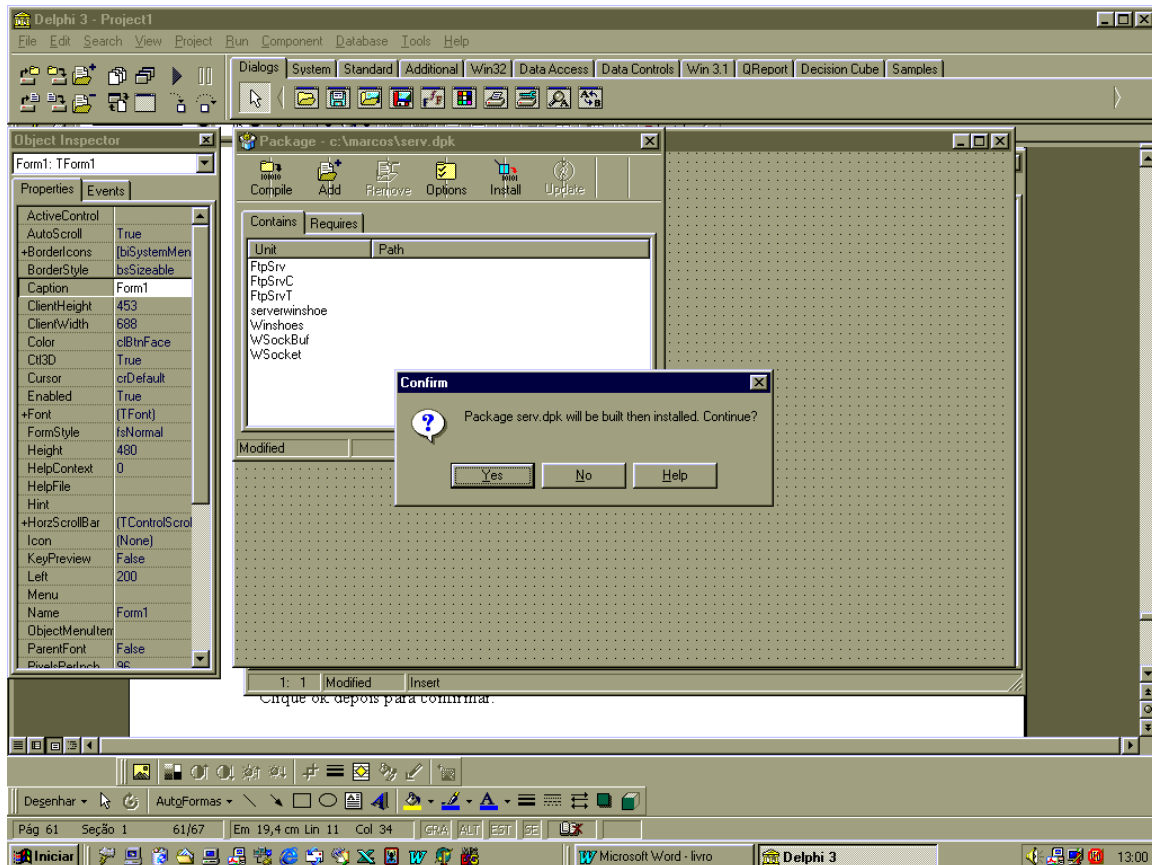 Delphi 3 - Project1
File Edit Search View Project Run Component Database Tools Help
Dialogs System Standard Additional Win32 Data Access Data Controls Win 3.1 QReport Decision Cube Samples
Object Inspector
Form1: TForm1
Properties Events
ActiveControl
AutoScroll True
+BorderIcons [biSystemMen
BorderStyle bsSizeable
Caption Form1
ClientHeight 453
ClientWidth 688
Color clBtnFace
Ctl3D True
Cursor crDefault
Enabled True
+Font (TFont)
FormStyle fsNormal
Height 480
HelpContext 0
HelpFile
Hint
+HorzScrollBar (TControlScrol
Icon (None)
KeyPreview False
Left 200
Menu
Name Form1
ObjectMenuItem
ParentFont False
PixelsPerInch 96
Package - c:\marcos\serv.dpk
Compile Add Remove Options Install Update
Contains Requires
Unit Path
FtpSrv
FtpSrvC
FtpSrvT
serverwinshoe
Winshoes
WSockBuf
WSocket
Modified
Confirm
Package serv.dpk will be built then installed. Continue?
Yes No Help
1: 1 Modified Insert
Clique ok depois para confirmar.
Desenhar AutoFormas
Pág 61 Seção 1 61/67 Em 19,4 cm Lin 11 Col 34 GRA ALT EST SE
Iniciar Microsoft Word - livro Delphi 3 13:00